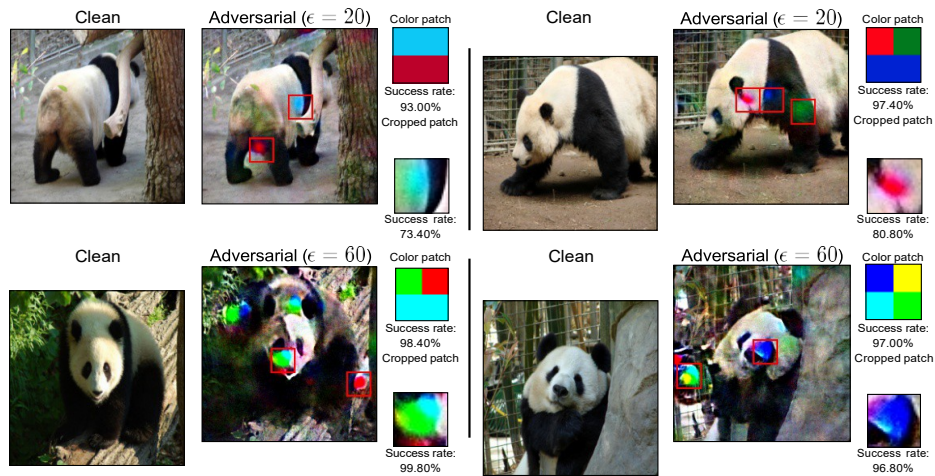 Clean
Adversarial (ϵ = 20)
Color patch
Success rate:
93.00%
Cropped patch
Success rate:
73.40%
Clean
Adversarial (ϵ = 20)
Color patch
Success rate:
97.40%
Cropped patch
Success rate:
80.80%
Clean
Adversarial (ϵ = 60)
Color patch
Success rate:
98.40%
Cropped patch
Success rate:
99.80%
Clean
Adversarial (ϵ = 60)
Color patch
Success rate:
97.00%
Cropped patch
Success rate:
96.80%